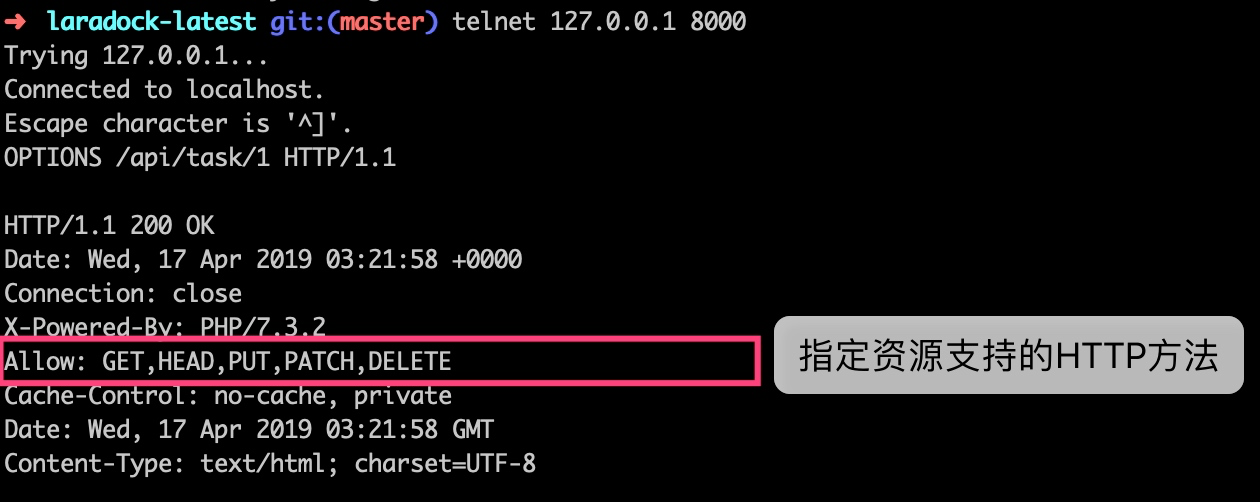 ➜ laradock-latest git:(master) telnet 127.0.0.1 8000
Trying 127.0.0.1...
Connected to localhost.
Escape character is '^]'.
OPTIONS /api/task/1 HTTP/1.1
HTTP/1.1 200 OK
Date: Wed, 17 Apr 2019 03:21:58 +0000
Connection: close
X-Powered-By: PHP/7.3.2
Allow: GET,HEAD,PUT,PATCH,DELETE
指定资源支持的HTTP方法
Cache-Control: no-cache, private
Date: Wed, 17 Apr 2019 03:21:58 GMT
Content-Type: text/html; charset=UTF-8